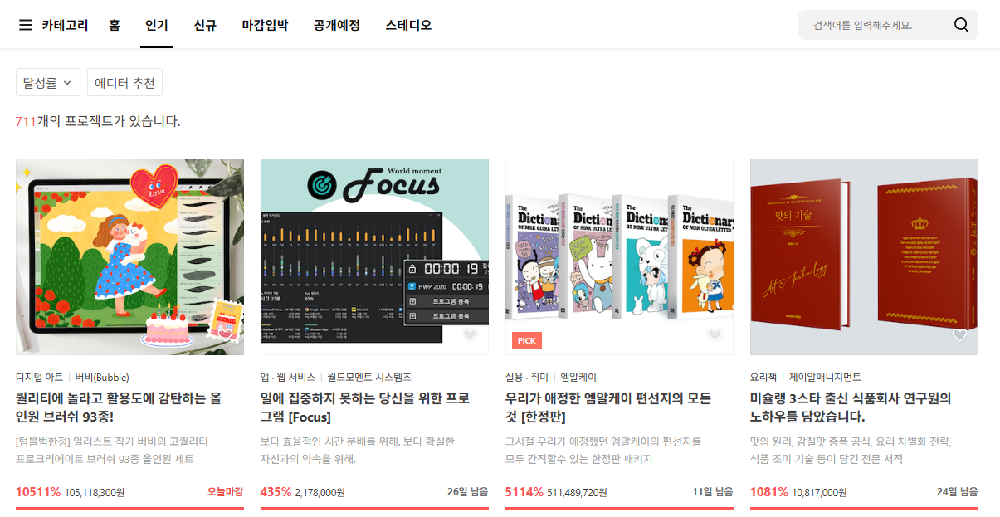 카테고리 홈 인기 신규 마감임박 공개예정 스테디오
검색어를 입력해주세요.
달성률
에디터 추천
711개의 프로젝트가 있습니다.
love
World moment
Focus
00:00:19
HWP 2020 00:00:19
프로그램 등록
프로그램 등록
The Dictionary
OF MRK ULTRA LETTER
The Dictionary
OF MRK ULTRA LETTER
The Dictionary
OF MRK ULTRA LETTER
The Dictionary
OF MRK ULTRA LETTER
PICK
맛의 기술
Art & Technology
디지털 아트 | 버비(Bubbie)
퀄리티에 놀라고 활용도에 감탄하는 올
인원 브러쉬 93종!
[텀블벅한정] 일러스트 작가 버비의 고퀄리티
프로크리에이트 브러쉬 93종 올인원 세트
10511% 105,118,300원 오늘마감
앱 · 웹 서비스 | 월드모멘트 시스템즈
일에 집중하지 못하는 당신을 위한 프로
그램 [Focus]
보다 효율적인 시간 분배를 위해. 보다 확실한
자신과의 약속을 위해.
435% 2,178,000원 26일 남음
실용 · 취미 | 엠알케이
우리가 애정한 엠알케이 편선지의 모든
것 [한정판]
그시절 우리가 애정했던 엠알케이의 편선지를
모두 간직할수 있는 한정판 패키지
5114% 511,489,720원 11일 남음
요리책 | 제이알매니지먼트
미슐랭 3스타 출신 식품회사 연구원의
노하우를 담았습니다.
맛의 원리, 감칠맛 증폭 공식, 요리 차별화 전략,
식품 조미 기술 등이 담긴 전문 서적
1081% 10,817,000원 24일 남음